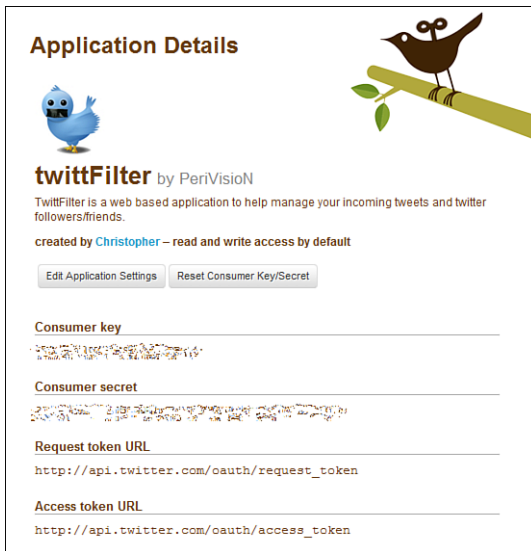 Application Details
twittFilter by PeriVisioN
TwittFilter is a web based application to help manage your incoming tweets and twitter
followers/friends.
created by Christopher – read and write access by default
Edit Application Settings Reset Consumer Key/Secret
Consumer key
Consumer secret
Request token URL
http://api.twitter.com/oauth/request_token
Access token URL
http://api.twitter.com/oauth/access_token